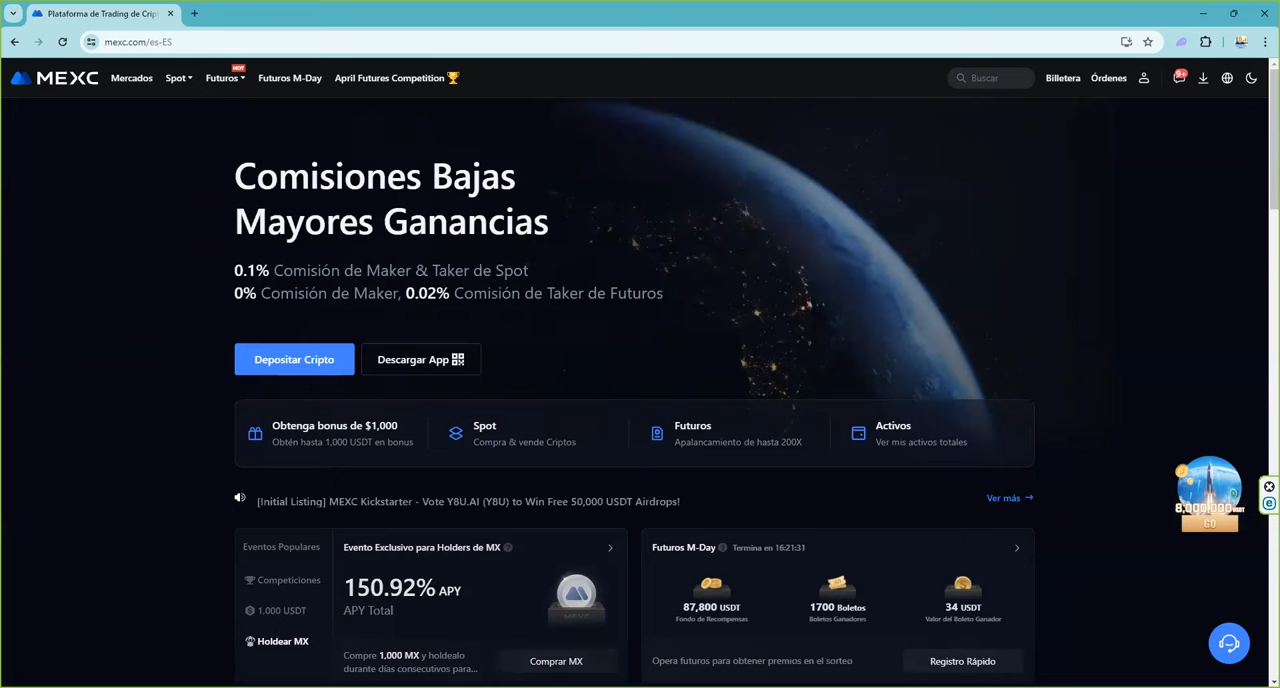 Plataforma de Trading de Crip
mexc.com/es-ES
MEXC Mercados Spot Futuros HOT Futuros M-Day April Futures Competition Buscar Billetera Órdenes 9+
Comisiones Bajas
Mayores Ganancias
0.1% Comisión de Maker & Taker de Spot
0% Comisión de Maker, 0.02% Comisión de Taker de Futuros
Depositar Cripto Descargar App
Obtenga bonus de $1,000
Obtén hasta 1,000 USDT en bonus
Spot
Compra & vende Criptos
Futuros
Apalancamiento de hasta 200X
Activos
Ver mis activos totales
[Initial Listing] MEXC Kickstarter - Vote Y8U.AI (Y8U) to Win Free 50,000 USDT Airdrops!
Ver más
8,000,000 USDT
GO
Eventos Populares
Competiciones
1,000 USDT
Holdear MX
Evento Exclusivo para Holders de MX
150.92% APY
APY Total
MEXC
Compre 1,000 MX y holdealo
durante días consecutivos para...
Comprar MX
Futuros M-Day Termina en 16:21:31
87,800 USDT
Fondo de Recompensas
1700 Boletos
Boletos Ganadores
34 USDT
Valor del Boleto Ganador
Opera futuros para obtener premios en el sorteo
Registro Rápido